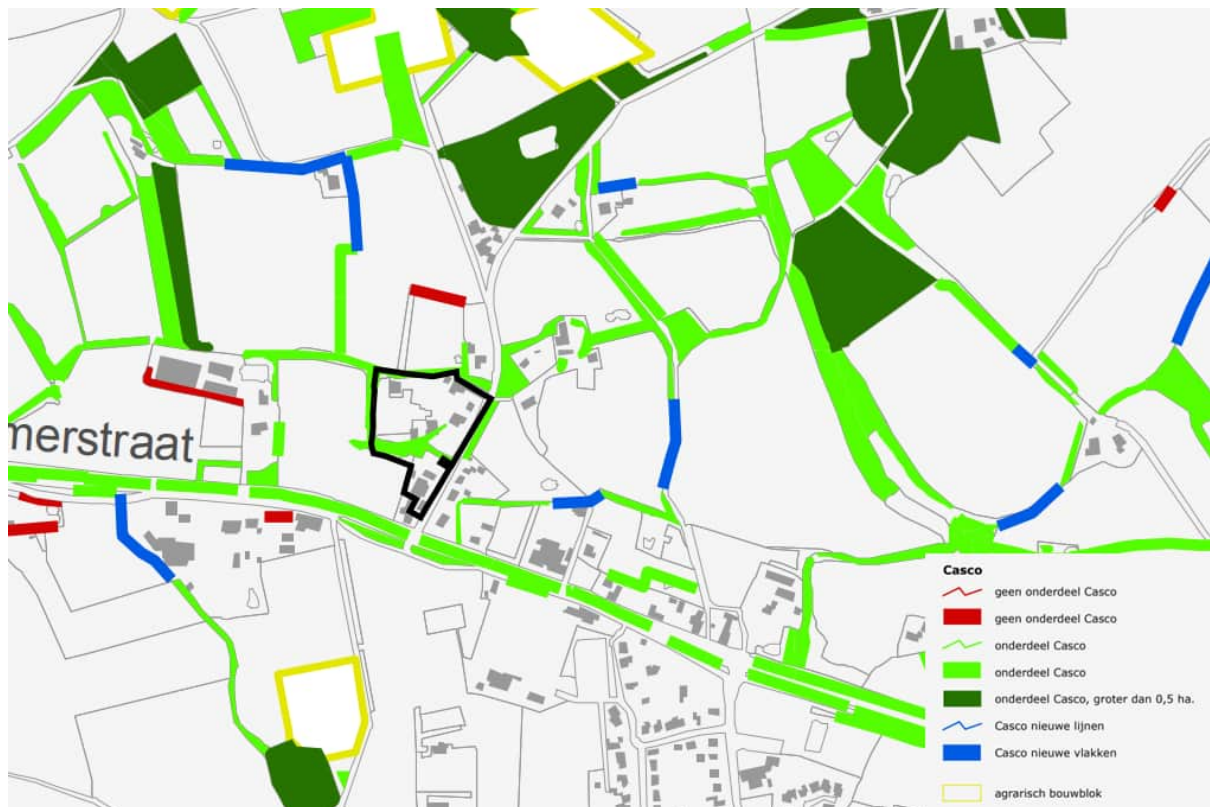 merstraat
Casco
geen onderdeel Casco
geen onderdeel Casco
onderdeel Casco
onderdeel Casco
onderdeel Casco, groter dan 0,5 ha.
Casco nieuwe lijnen
Casco nieuwe vlakken
agrarisch bouwblok